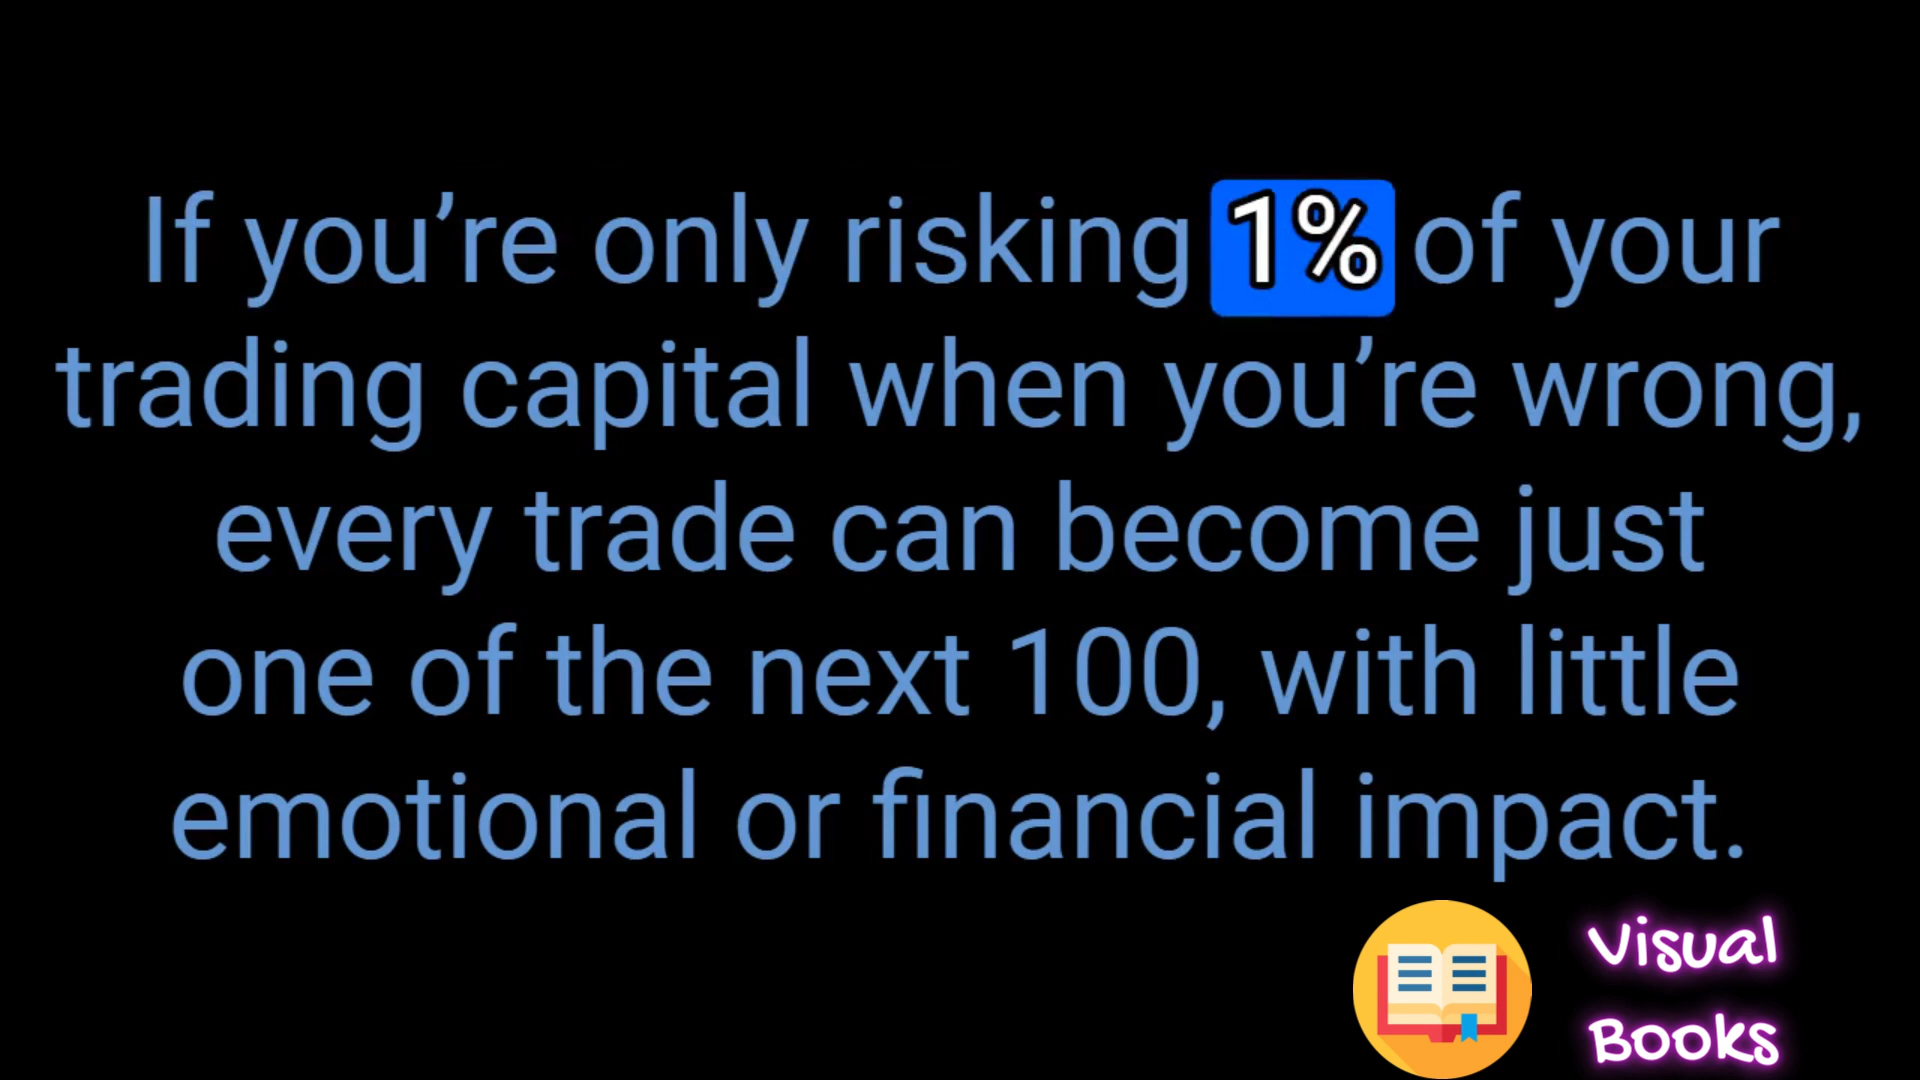 If you’re only risking 1% of your
trading capital when you’re wrong,
every trade can become just
one of the next 100, with little
emotional or financial impact.
Visual
Books